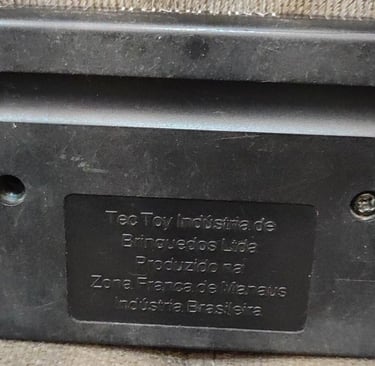 Tec Toy Indústria de
Brinquedos Ltda
Produzido na
Zona Franca de Manaus
Indústria Brasileira